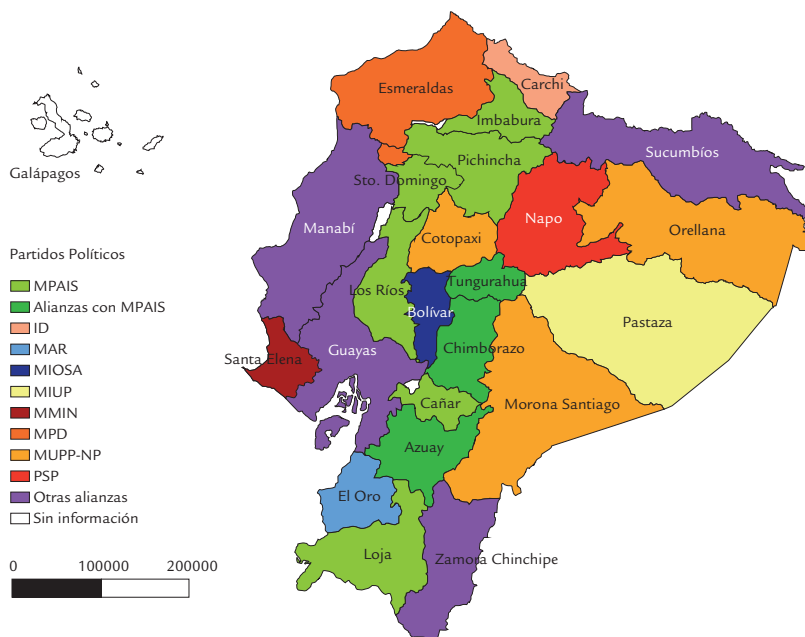 Esmeraldas
Carchi
Imbabura
Pichincha
Sucumbíos
Galápagos
Sto. Domingo
Napo
Manabí
Orellana
Cotopaxi
Tungurahua
Los Ríos
Bolívar
Pastaza
Santa Elena
Guayas
Chimborazo
Cañar
Morona Santiago
Azuay
El Oro
Loja
Zamora Chinchipe
Partidos Políticos
MPAIS
Alianzas con MPAIS
ID
MAR
MIOSA
MIUP
MMIN
MPD
MUPP-NP
PSP
Otras alianzas
Sin información
0 100000 200000